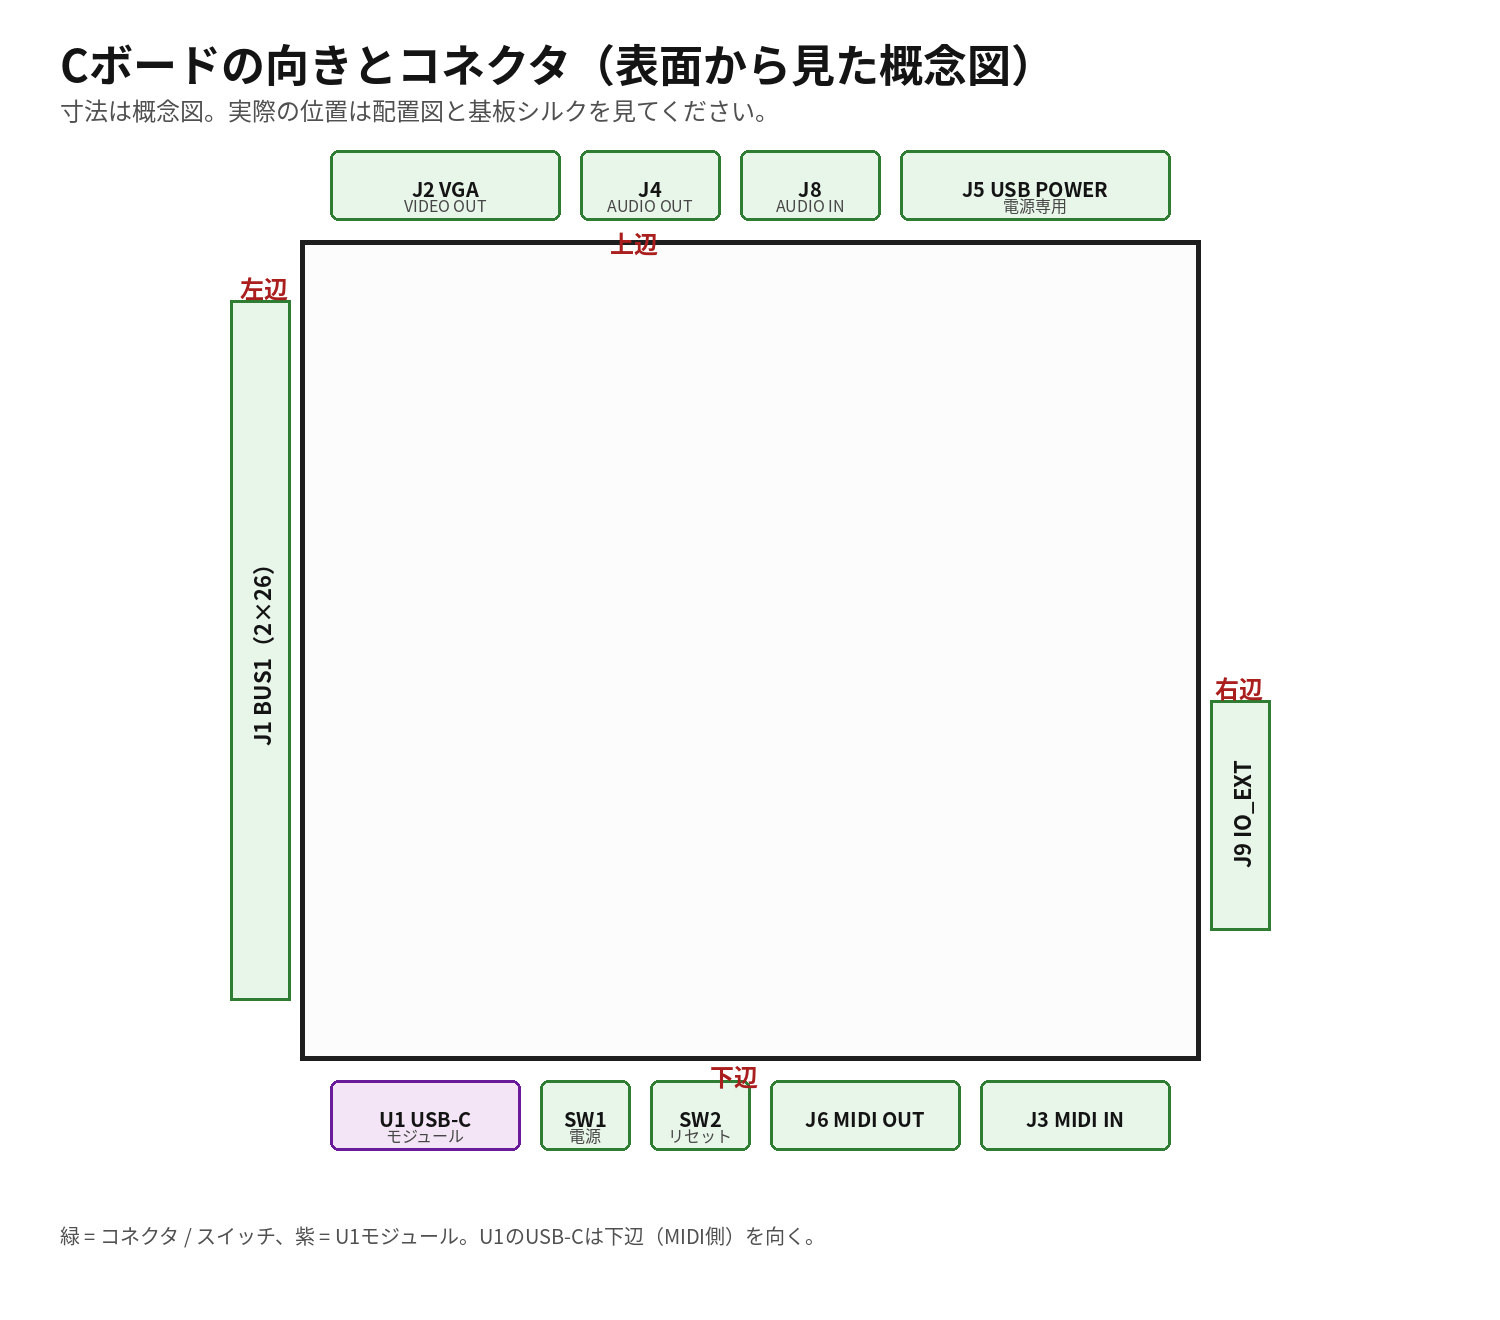 Cボードの向きとコネクタ（表面から見た概念図）
寸法は概念図。実際の位置は配置図と基板シルクを見てください。
J2 VGA
VIDEO OUT
J4
AUDIO OUT
J8
AUDIO IN
J5 USB POWER
電源専用
上辺
左辺
J1 BUS1（2×26）
右辺
J9 IO_EXT
下辺
U1 USB-C
モジュール
SW1
電源
SW2
リセット
J6 MIDI OUT
J3 MIDI IN
緑 = コネクタ / スイッチ、紫 = U1モジュール。U1のUSB-Cは下辺（MIDI側）を向く。